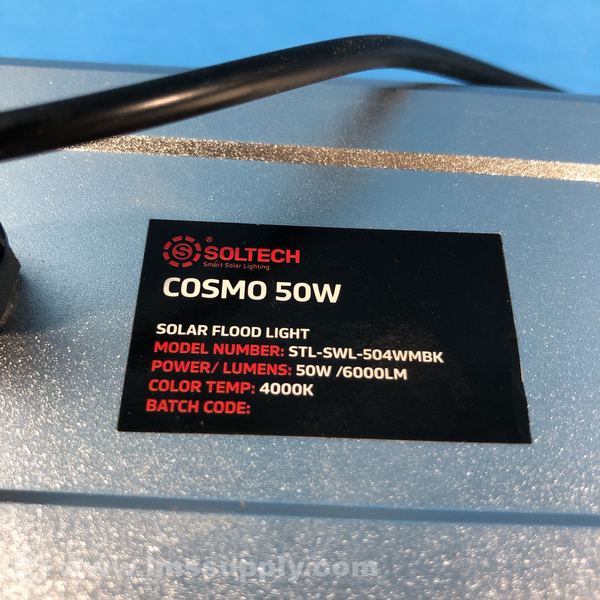 S® SOLTECH
Smart Solar Lighting
COSMO 50W
SOLAR FLOOD LIGHT
MODEL NUMBER: STL-SWL-504WMBK
POWER/ LUMENS: 50W /6000LM
COLOR TEMP: 4000K
BATCH CODE:
www.imssupply.com